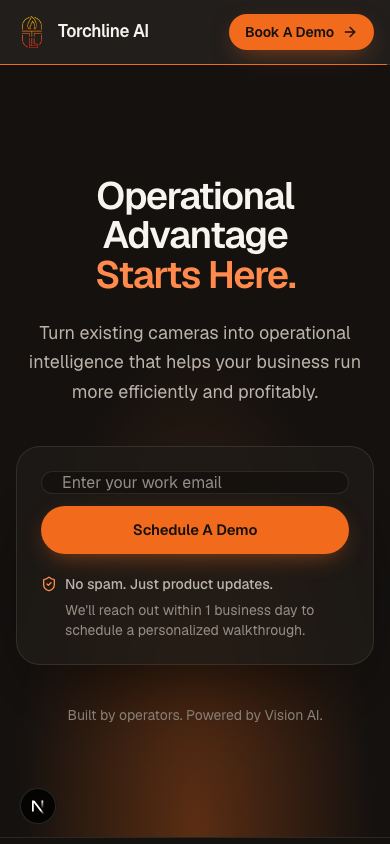 Torchline AI
Book A Demo
Operational
Advantage
Starts Here.
Turn existing cameras into operational
intelligence that helps your business run
more efficiently and profitably.
Enter your work email
Schedule A Demo
No spam. Just product updates.
We'll reach out within 1 business day to
schedule a personalized walkthrough.
Built by operators. Powered by Vision AI.
N